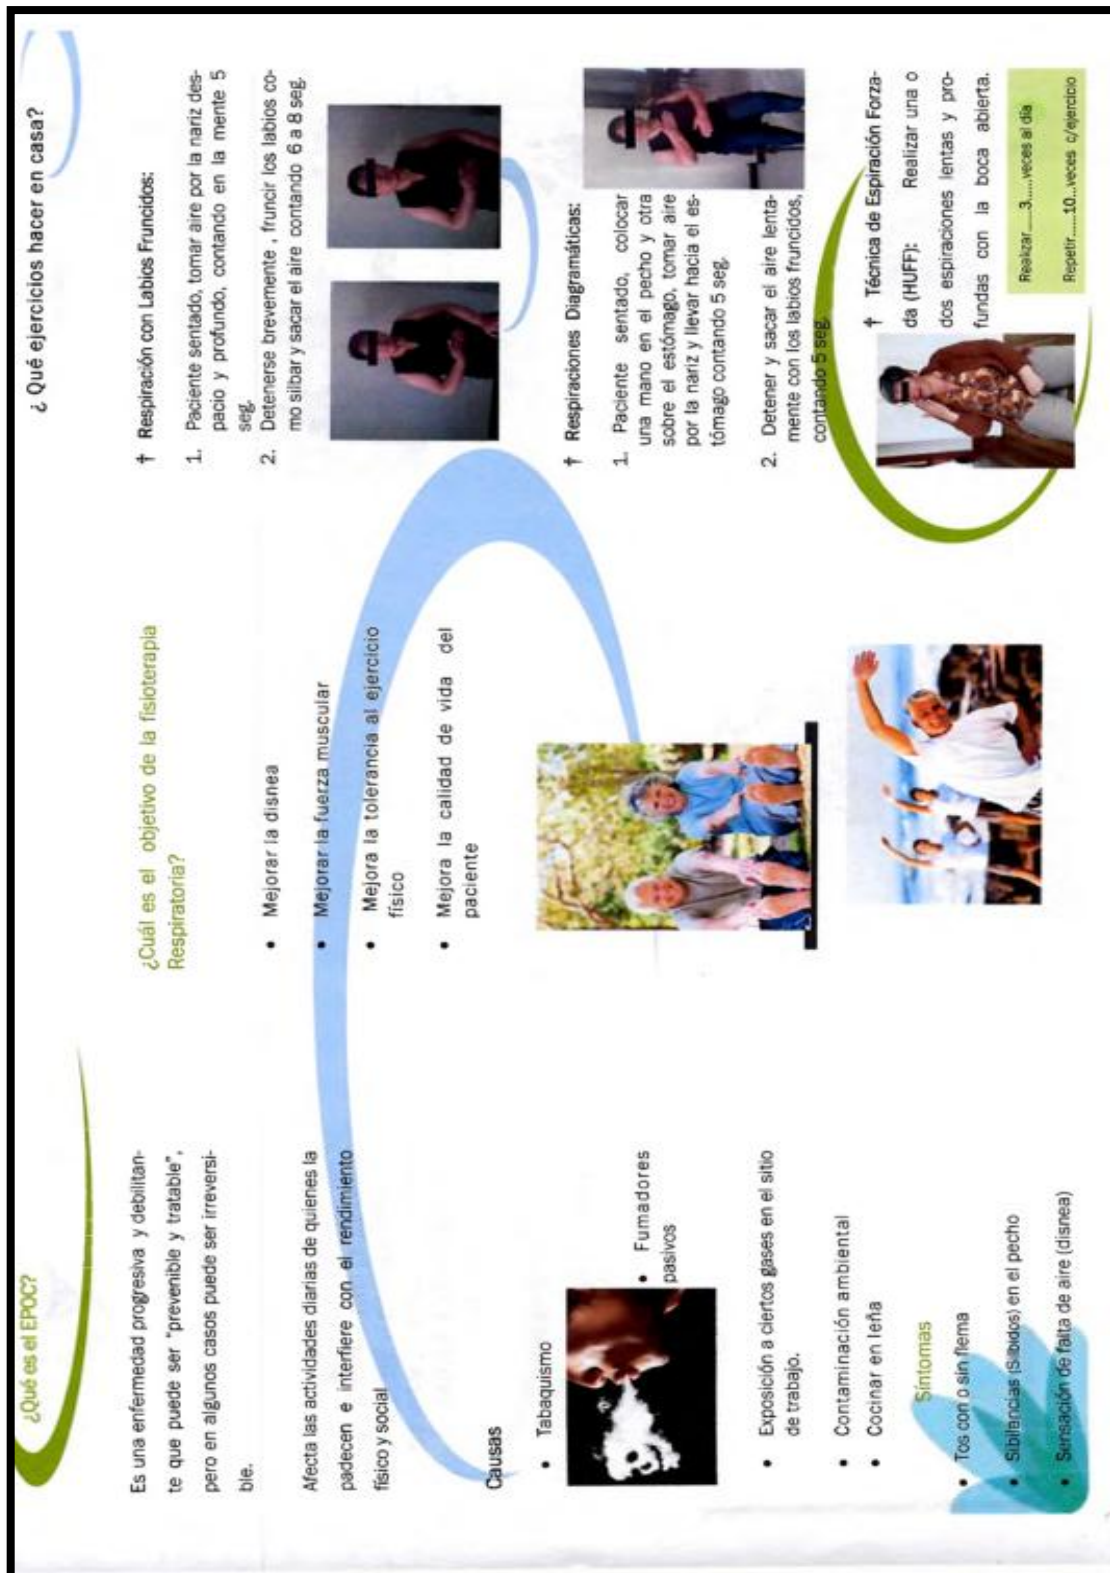 ¿Qué es el EPOC?
Es una enfermedad progresiva y debilitan-
te que puede ser "prevenible y tratable",
pero en algunos casos puede ser irreversi-
ble.
Afecta las actividades diarias de quienes la
padecen e interfiere con el rendimiento
físico y social
Causas
• Tabaquismo
• Fumadores
pasivos
• Exposición a ciertos gases en el sitio
de trabajo.
• Contaminación ambiental
• Cocinar en leña
Síntomas
• Tos con o sin flema
• Sibilancias (Silbidos) en el pecho
• Sensación de falta de aire (disnea)
¿Cuál es el objetivo de la fisioterapia
Respiratoria?
• Mejorar la disnea
• Mejorar la fuerza muscular
• Mejora la tolerancia al ejercicio
físico
• Mejora la calidad de vida del
paciente
¿ Qué ejercicios hacer en casa?
† Respiración con Labios Fruncidos:
1. Paciente sentado, tomar aire por la nariz des-
pacio y profundo, contando en la mente 5
seg.
2. Detenerse brevemente , fruncir los labios co-
mo silbar y sacar el aire contando 6 a 8 seg.
† Respiraciones Diagramáticas:
1. Paciente sentado, colocar
una mano en el pecho y otra
sobre el estómago, tomar aire
por la nariz y llevar hacia el es-
tómago contando 5 seg.
2. Detener y sacar el aire lenta-
mente con los labios fruncidos,
contando 5 seg.
† Técnica de Espiración Forza-
da (HUFF): Realizar una o
dos espiraciones lentas y pro-
fundas con la boca abierta.
Realizar......3......veces al día
Repetir......10...veces c/ejercicio